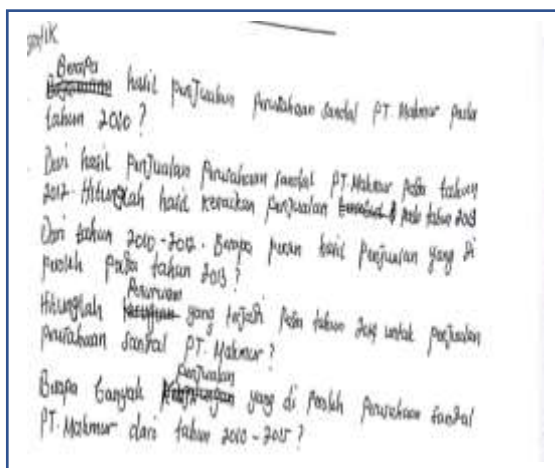 grafik
Berapa hasil penjualan perusahaan sandal PT. Makmur pada
tahun 2010 ?
Dari hasil penjualan perusahaan sandal PT. Makmur pada tahun
2012. Hitunglah hasil kenaikan penjualan pada tahun 2013
Dari tahun 2010-2012. Berapa hasil penjualan yang di
peroleh pada tahun 2013 ?
Hitunglah Penurunan yang terjadi pada tahun 2014 untuk penjualan
perusahaan sandal PT. Makmur ?
Berapa banyak penjualan yang di peroleh perusahaan sandal
PT. Makmur dari tahun 2010 - 2015 ?